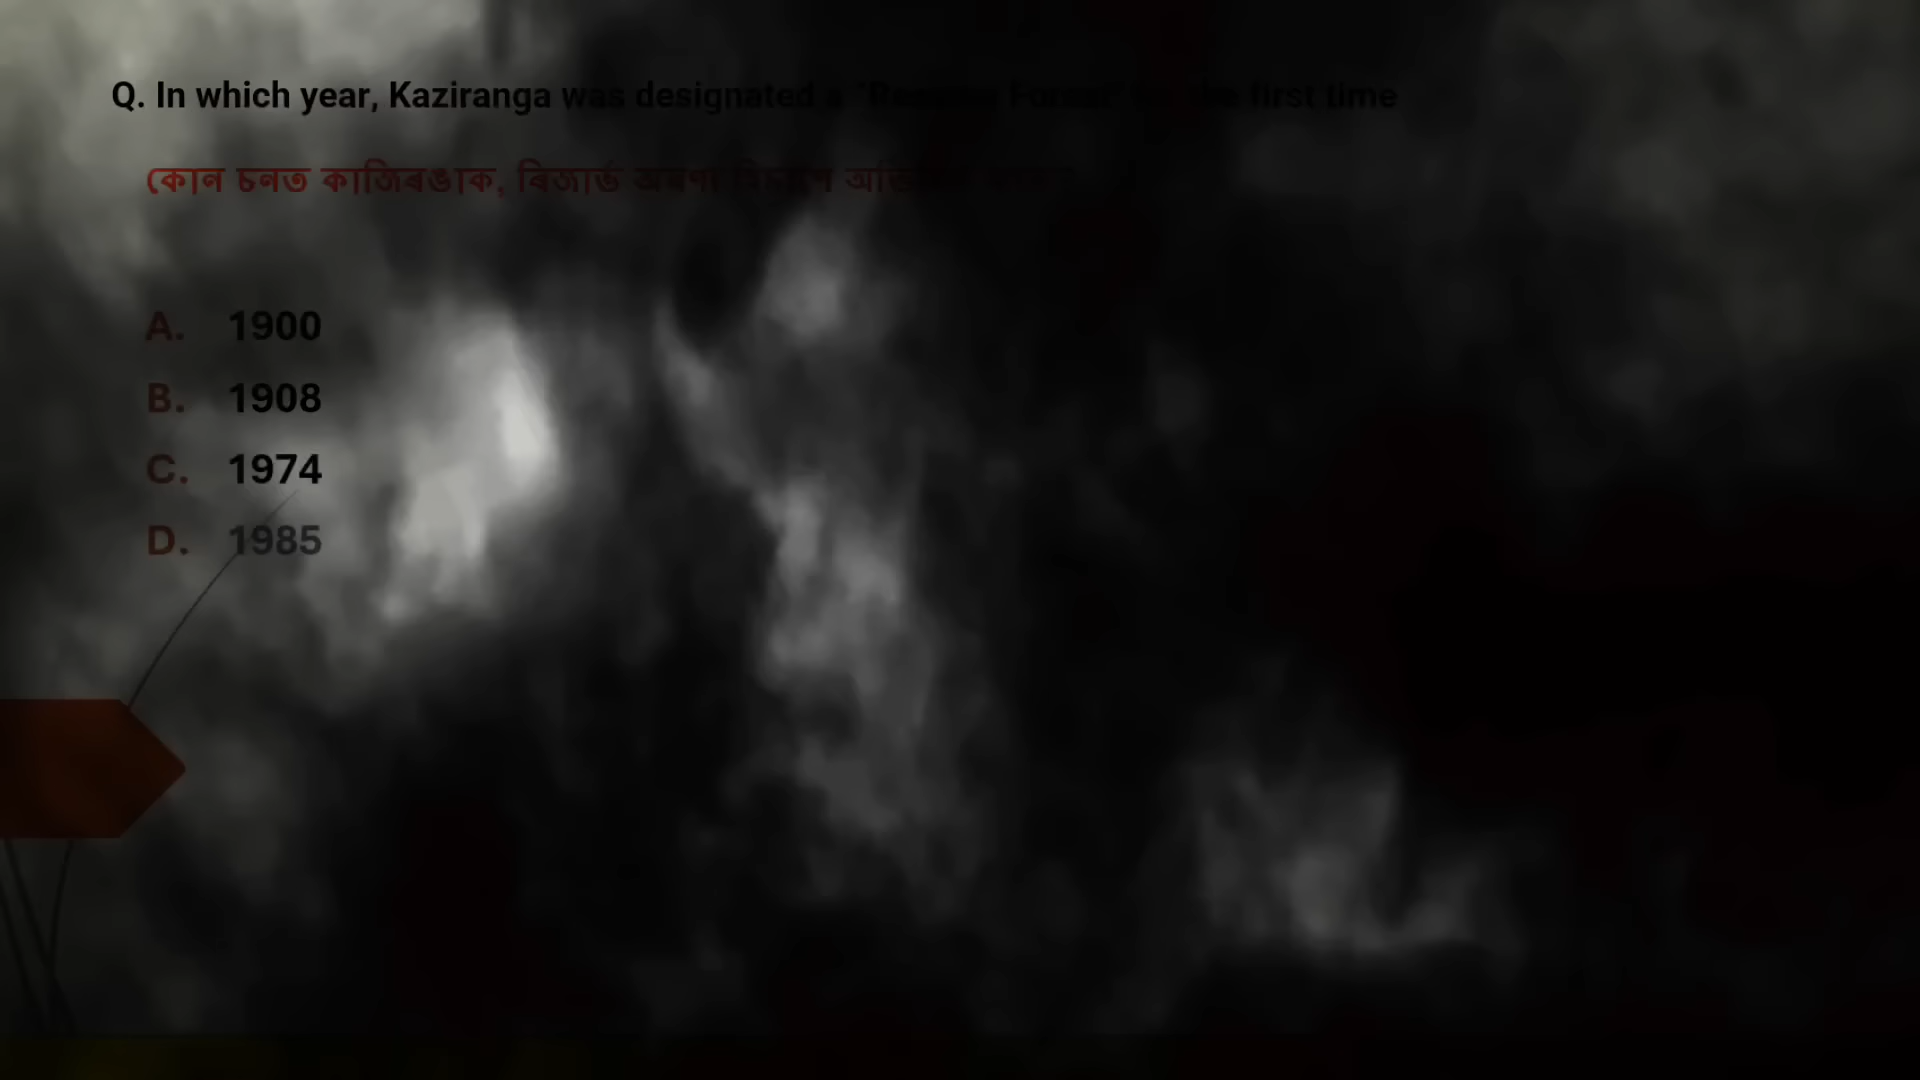 Q. In which year, Kaziranga was designated a "Reserve Forest" for the first time
কোন চনত কাজিৰঙাক, ৰিজাৰ্ভ অৰণ্য হিচাপে
A. 1900
B. 1908
C. 1974
D. 1985